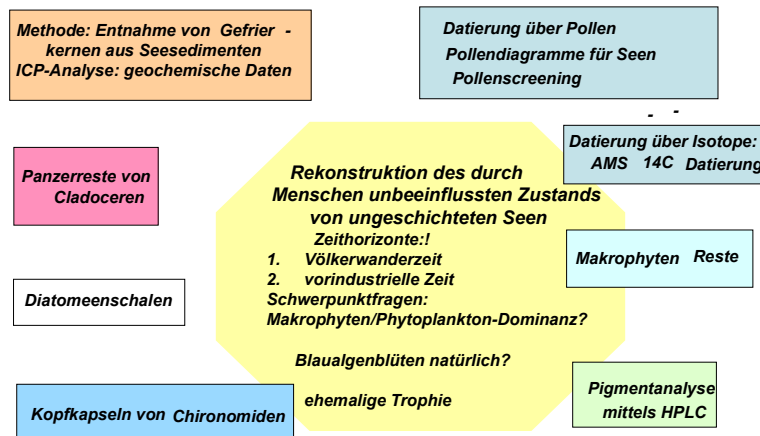 Methode: Entnahme von Gefrier -
kernen aus Seesedimenten
ICP-Analyse: geochemische Daten
Datierung über Pollen
Pollendiagramme für Seen
Pollenscreening
- -
Datierung über Isotope:
AMS 14C Datierung
Panzerreste von
Cladoceren
Rekonstruktion des durch
Menschen unbeeinflussten Zustands
von ungeschichteten Seen
Zeithorizonte:!
1. Völkerwanderzeit
2. vorindustrielle Zeit
Schwerpunktfragen:
Makrophyten/Phytoplankton-Dominanz?
Blaualgenblüten natürlich?
ehemalige Trophie
Makrophyten Reste
Diatomeenschalen
Pigmentanalyse
mittels HPLC
Kopfkapseln von Chironomiden